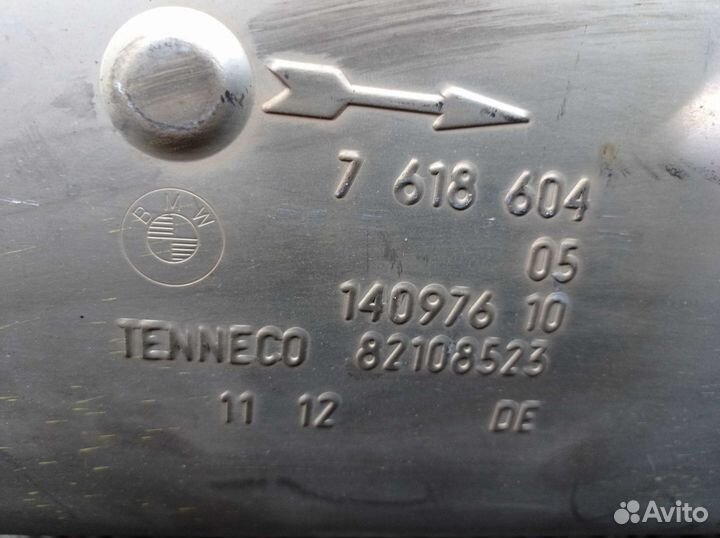 7 618 604
BMW
05
140976 10
TENNECO 82108523
11 12 DE
Avito